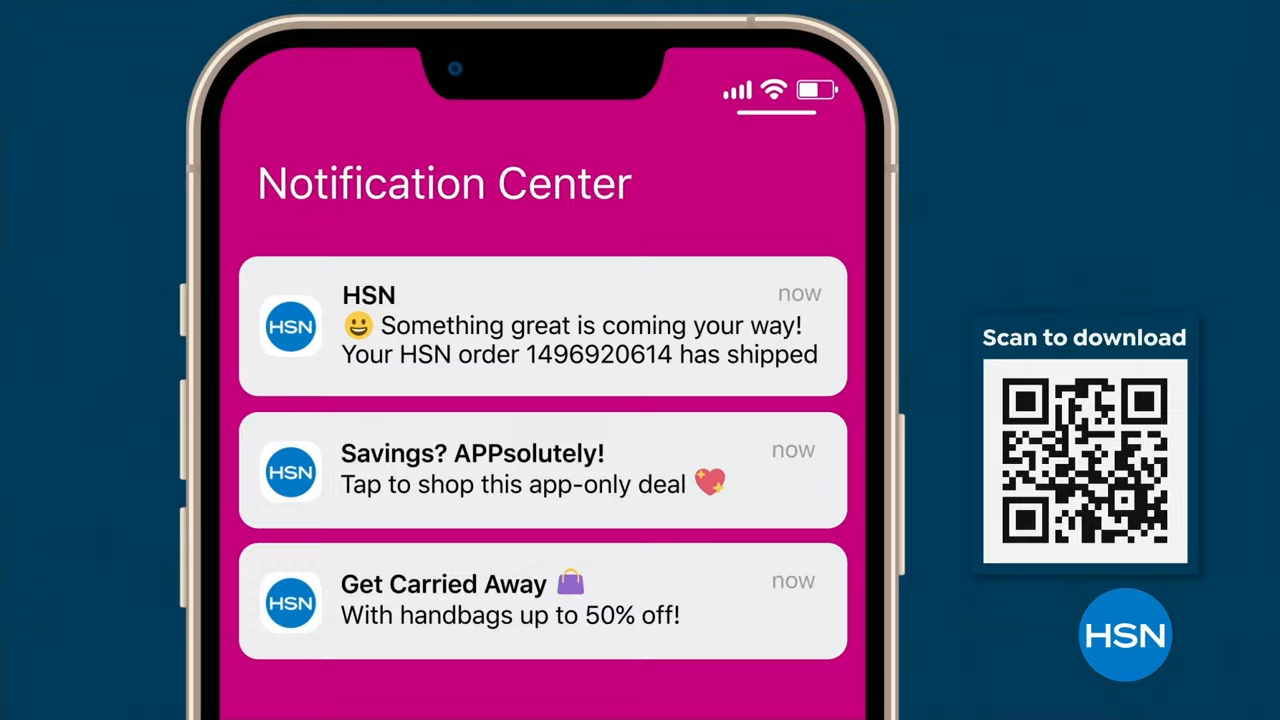 Notification Center
HSN
now
😀 Something great is coming your way!
Your HSN order 1496920614 has shipped
HSN
Savings? APPsolutely!
now
Tap to shop this app-only deal 💖
HSN
Get Carried Away 👜
now
With handbags up to 50% off!
HSN
Scan to download
HSN